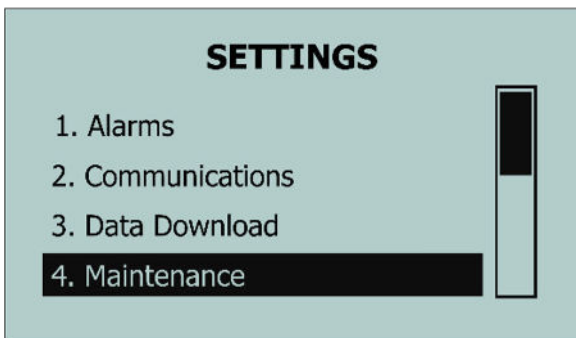 SETTINGS
1. Alarms
2. Communications
3. Data Download
4. Maintenance